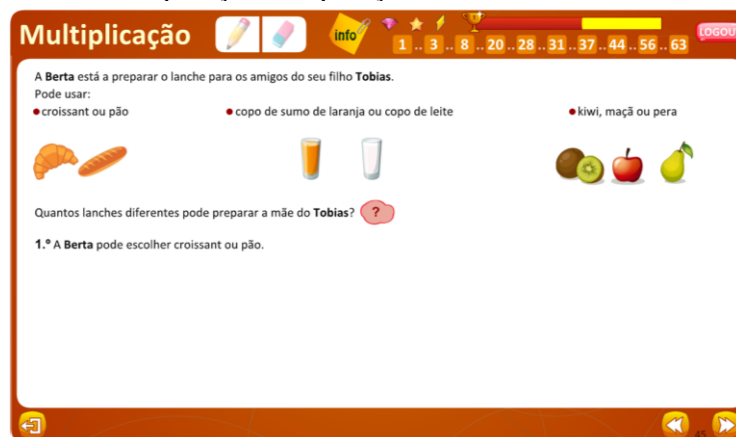 Multiplicação
info
1 .. 3 .. 8 .. 20 .. 28 .. 31 .. 37 .. 44 .. 56 .. 63
LOGOUT
A Berta está a preparar o lanche para os amigos do seu filho Tobias.
Pode usar:
• croissant ou pão
• copo de sumo de laranja ou copo de leite
• kiwi, maçã ou pera
Quantos lanches diferentes pode preparar a mãe do Tobias? ?
1.º A Berta pode escolher croissant ou pão.
45